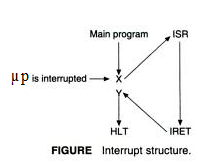 Main program
ISR
μp is interrupted
X
Y
HLT
IRET
FIGURE Interrupt structure.